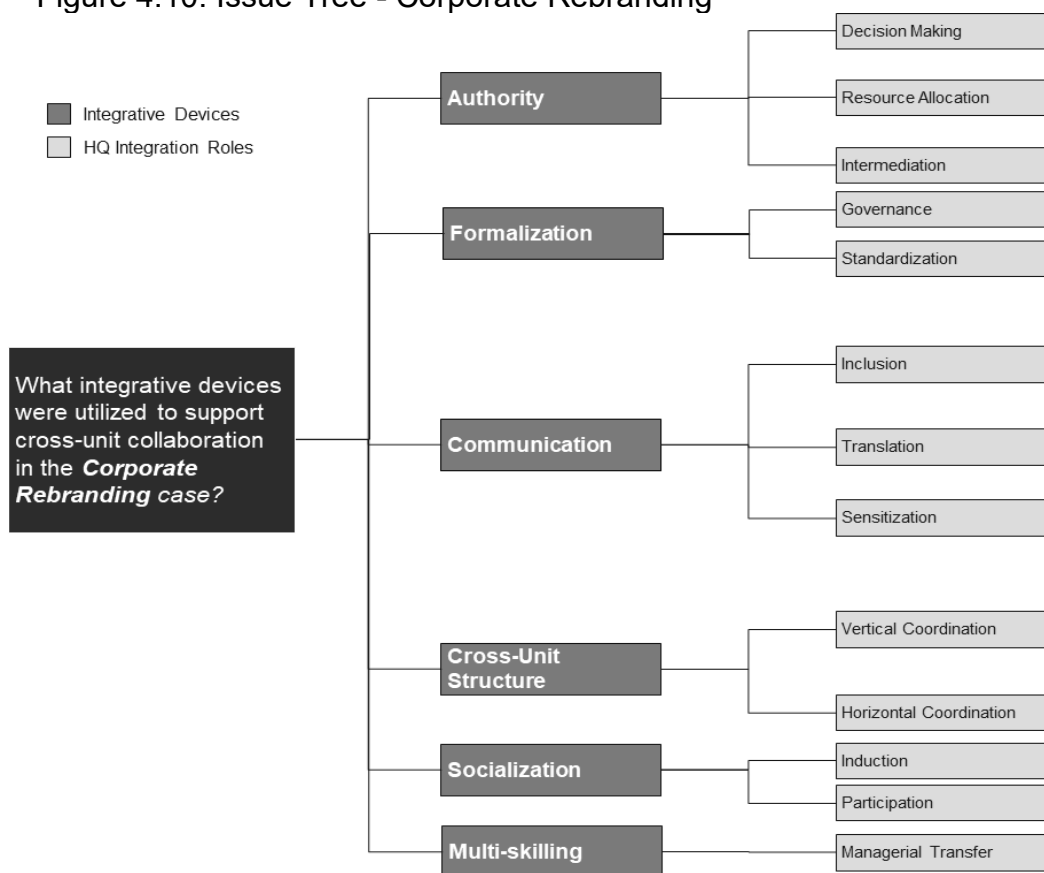 Figure 4.10: Issue Tree - Corporate Rebranding
Integrative Devices
HQ Integration Roles
What integrative devices
were utilized to support
cross-unit collaboration
in the Corporate
Rebranding case?
Authority
Decision Making
Resource Allocation
Intermediation
Formalization
Governance
Standardization
Communication
Inclusion
Translation
Sensitization
Cross-Unit
Structure
Vertical Coordination
Horizontal Coordination
Socialization
Induction
Participation
Multi-skilling
Managerial Transfer